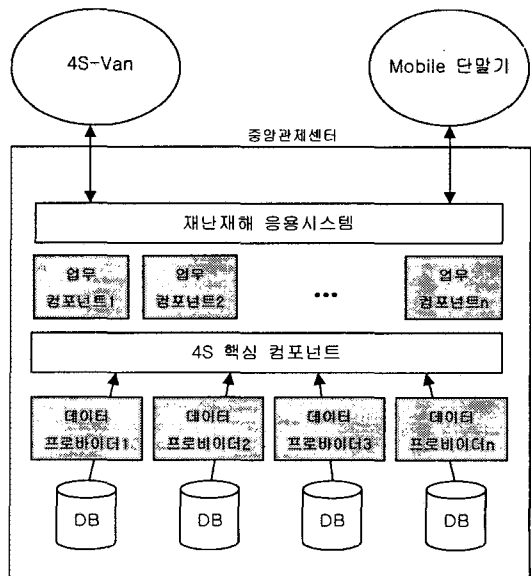 4S-Van
Mobile 단말기
중앙관제센터
재난재해 응용시스템
업무
컴포넌트1
업무
컴포넌트2
...
업무
컴포넌트n
4S 핵심 컴포넌트
데이터
프로바이더1
데이터
프로바이더2
데이터
프로바이더3
데이터
프로바이더n
DB
DB
DB
DB